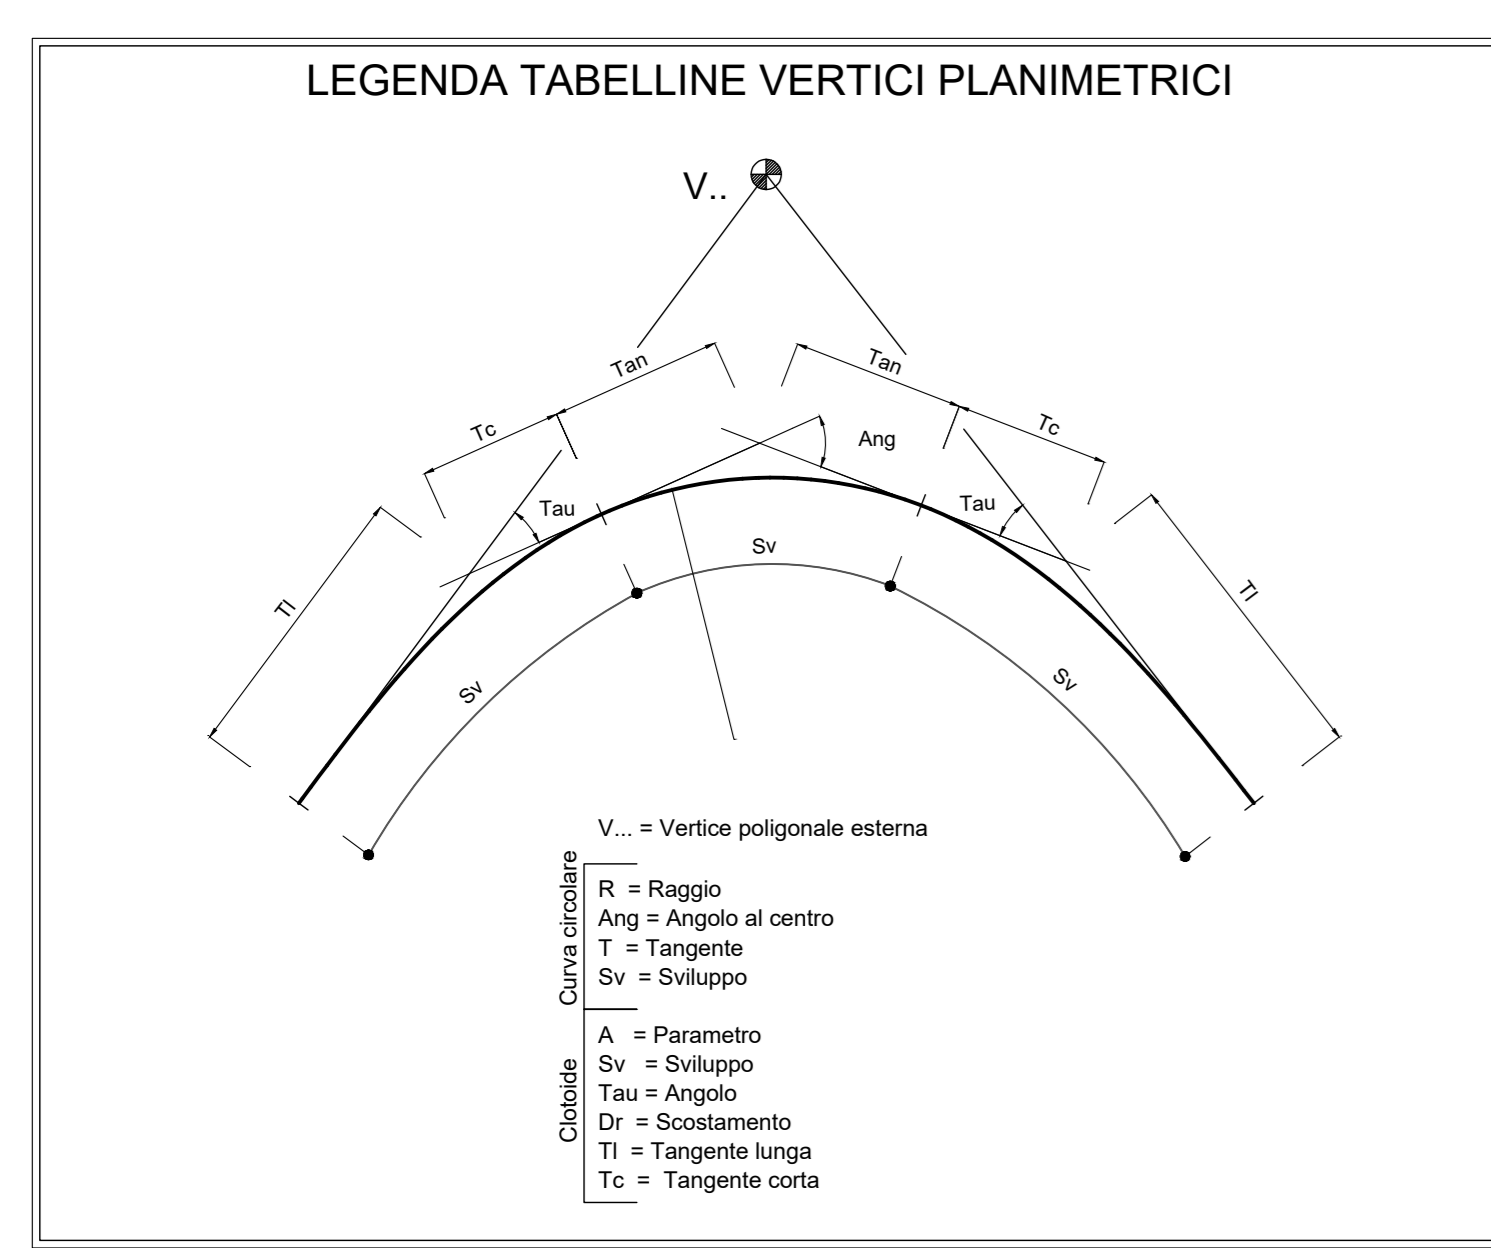 LEGENDA TABELLINE VERTICI PLANIMETRICI
V..
Tan
Tan
Tc
Tc
Ang
Tau
Tau
Sv
Tl
Tl
Sv
Sv
V... = Vertice poligonale esterna
Curva circolare
R = Raggio
Ang = Angolo al centro
T = Tangente
Sv = Sviluppo
Clotoide
A = Parametro
Sv = Sviluppo
Tau = Angolo
Dr = Scostamento
Tl = Tangente lunga
Tc = Tangente corta